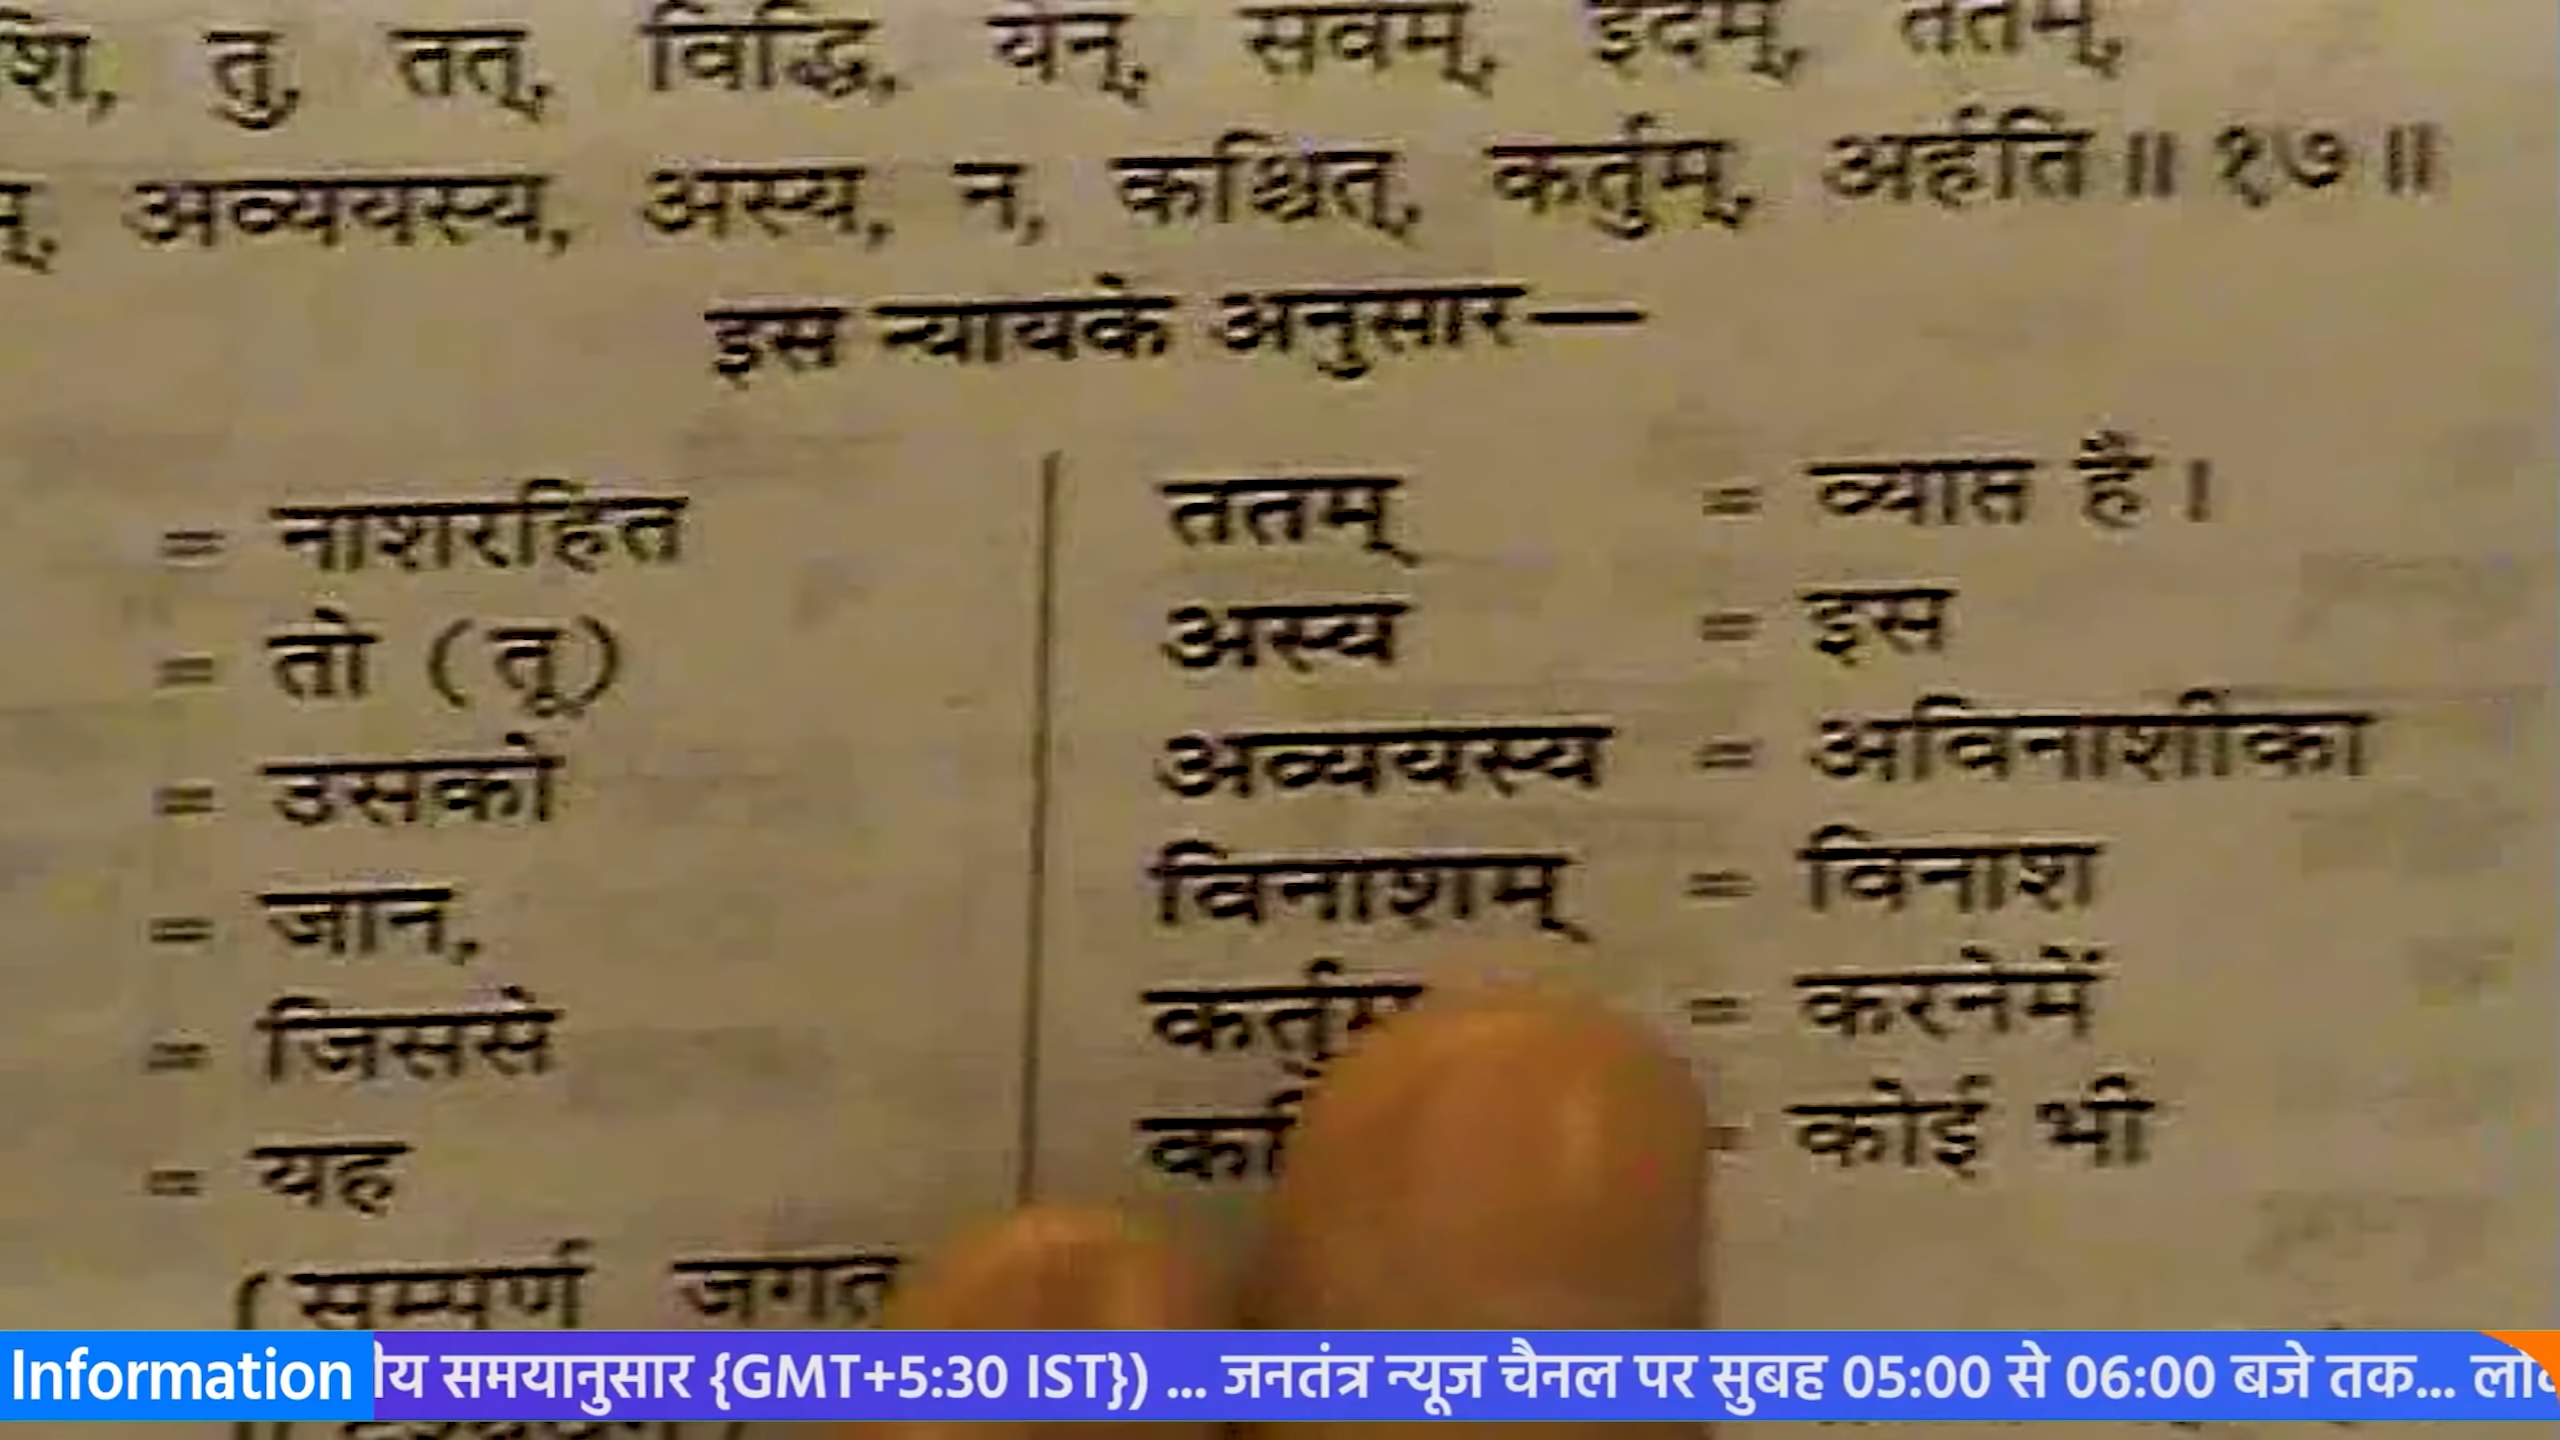 तु, तत्, विद्धि, येन्, सवम्, इदम्, ततम्,
अव्ययस्य, अस्य, न, कश्चित्, कर्तुम्, अर्हति ॥ १७ ॥
इस न्यायके अनुसार—
= नाशरहित
= तो (तू)
= उसको
= जान,
= जिससे
= यह
(सम्पूर्ण जगत
ततम् = व्याप्त है।
अस्य = इस
अव्ययस्य = अविनाशीका
विनाशम् = विनाश
= करनेमें
= कोई भी
Information
समयानुसार {GMT+5:30 IST}) ... जनतंत्र न्यूज चैनल पर सुबह 05:00 से 06:00 बजे तक...